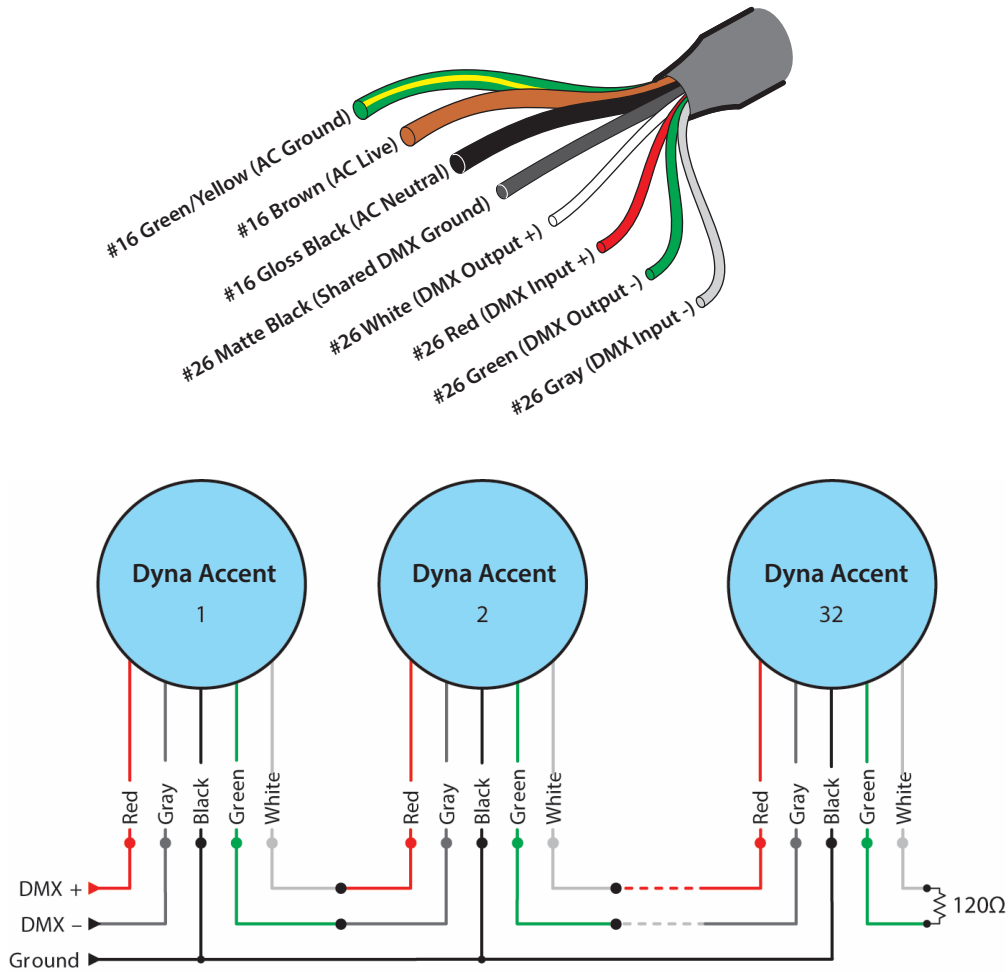 #16 Green/Yellow (AC Ground)
#16 Brown (AC Live)
#16 Gloss Black (AC Neutral)
#26 Matte Black (Shared DMX Ground)
#26 White (DMX Output +)
#26 Red (DMX Input +)
#26 Green (DMX Output -)
#26 Gray (DMX Input -)
Dyna Accent
1
Dyna Accent
2
Dyna Accent
32
Red
Gray
Black
Green
White
Red
Gray
Black
Green
White
Red
Gray
Black
Green
White
DMX +
DMX –
Ground
120Ω